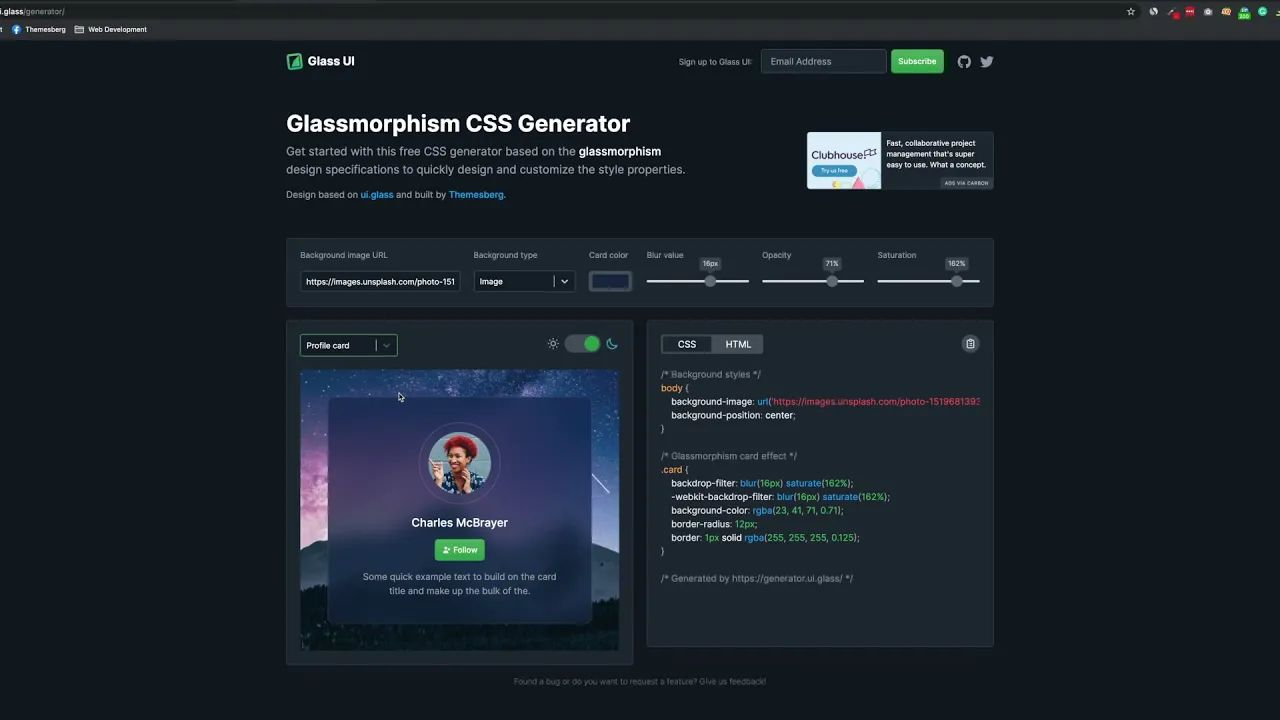 i.glass/generator/
t Themesberg Web Development
200
Glass UI
Sign up to Glass UI:
Email Address
Subscribe
Glassmorphism CSS Generator
Get started with this free CSS generator based on the glassmorphism
design specifications to quickly design and customize the style properties.
Design based on ui.glass and built by Themesberg.
Clubhouse
Try us free
Fast, collaborative project
management that's super
easy to use. What a concept.
ADS VIA CARBON
Background image URL
https://images.unsplash.com/photo-151
Background type
Image
Card color
Blur value
16px
Opacity
71%
Saturation
162%
Profile card
Charles McBrayer
Follow
Some quick example text to build on the card
title and make up the bulk of the.
CSS HTML
/* Background styles */
body {
background-image: url('https://images.unsplash.com/photo-1519681393
background-position: center;
}
/* Glassmorphism card effect */
.card {
backdrop-filter: blur(16px) saturate(162%);
-webkit-backdrop-filter: blur(16px) saturate(162%);
background-color: rgba(23, 41, 71, 0.71);
border-radius: 12px;
border: 1px solid rgba(255, 255, 255, 0.125);
}
/* Generated by https://generator.ui.glass/ */
Found a bug or do you want to request a feature? Give us feedback!